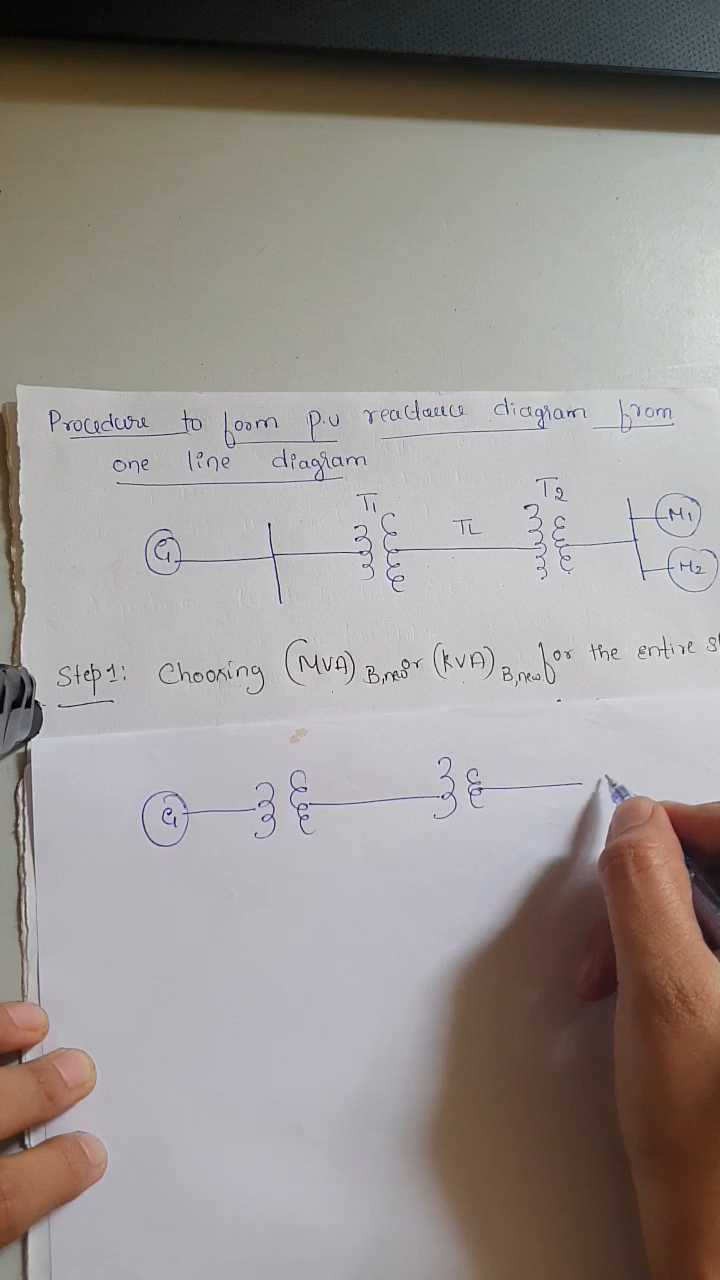 Procedure to form p.u reactance diagram from
one line diagram
T1 TL T2
G M1
M2
Step 1: Choosing (MVA)B,new or (KVA)B,new for the entire
G